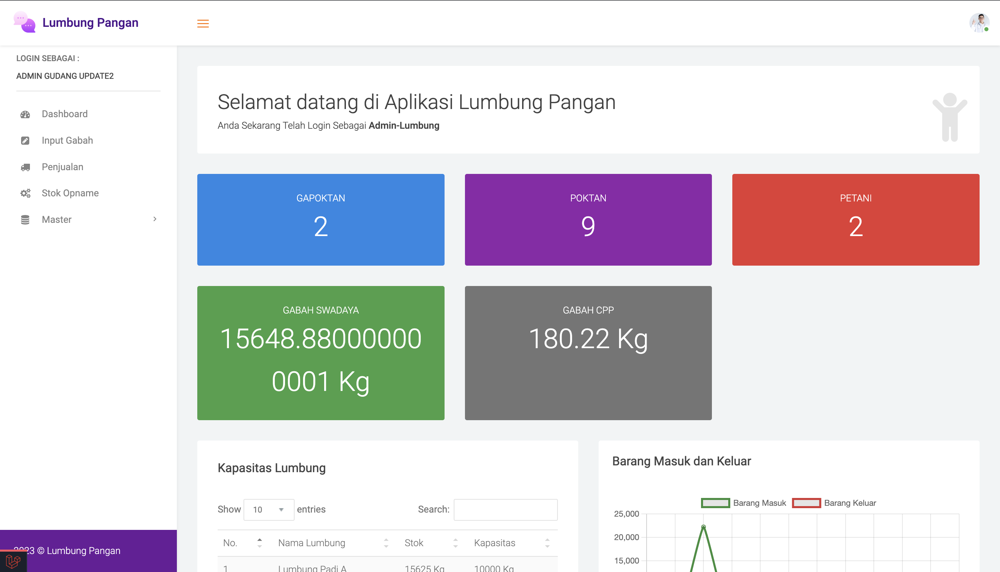 Lumbung Pangan
LOGIN SEBAGAI :
ADMIN GUDANG UPDATE2
Dashboard
Input Gabah
Penjualan
Stok Opname
Master
Selamat datang di Aplikasi Lumbung Pangan
Anda Sekarang Telah Login Sebagai Admin-Lumbung
GAPOKTAN
2
POKTAN
9
PETANI
2
GABAH SWADAYA
15648.88000000
0001 Kg
GABAH CPP
180.22 Kg
Kapasitas Lumbung
Show 10 entries
Search:
No. Nama Lumbung Stok Kapasitas
1 Lumbung Padi A 15625 Kg 10000 Kg
Barang Masuk dan Keluar
Barang Masuk Barang Keluar
25,000
20,000
15,000
2023 © Lumbung Pangan